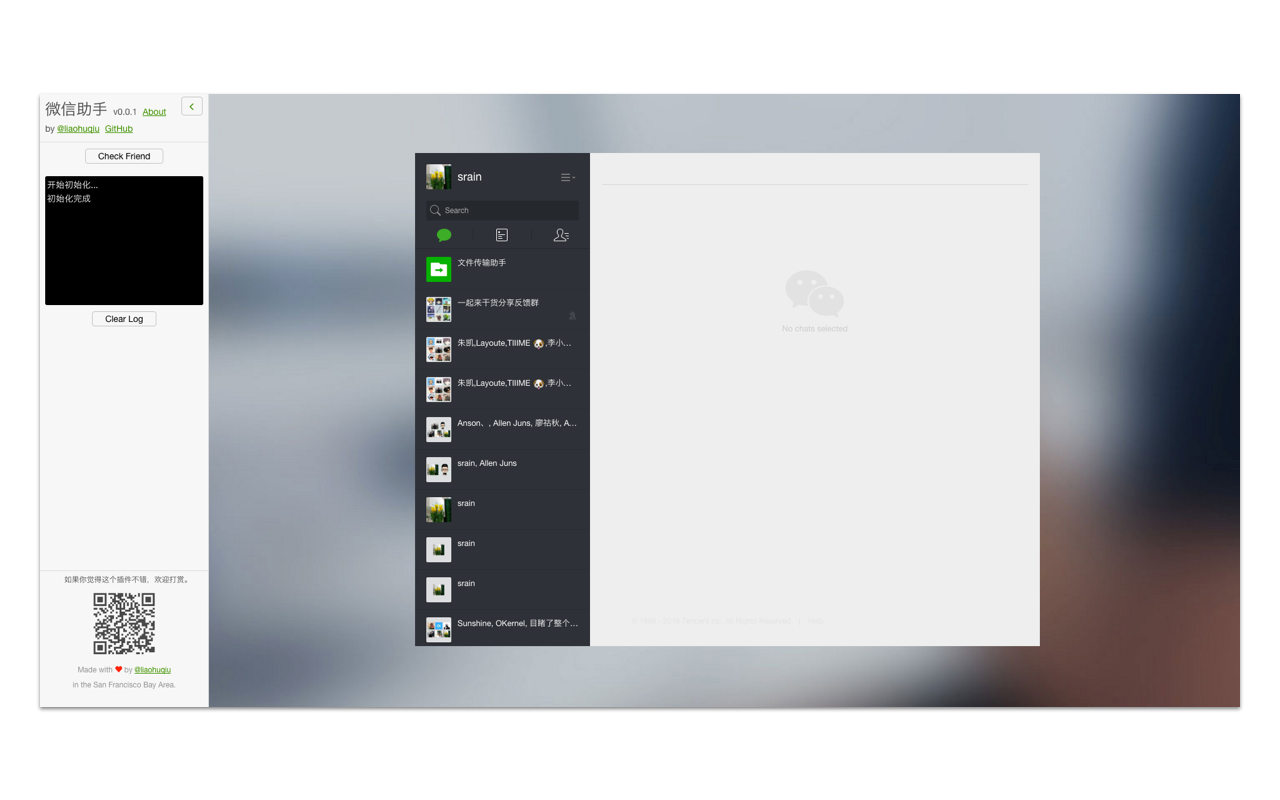 微信助手 v0.0.1 About
by @liaohuqiu GitHub
Check Friend
开始初始化...
初始化完成
Clear Log
如果你觉得这个插件不错，欢迎打赏。
Made with ❤ by @liaohuqiu
in the San Francisco Bay Area.
srain
Search
文件传输助手
一起来干货分享反馈群
朱凯,Layoute,TIIIME 🐶,李小...
朱凯,Layoute,TIIIME 🐶,李小...
Anson、, Allen Juns, 廖祜秋, A...
srain, Allen Juns
srain
srain
srain
Sunshine, OKernel, 目睹了整个...
No chats selected